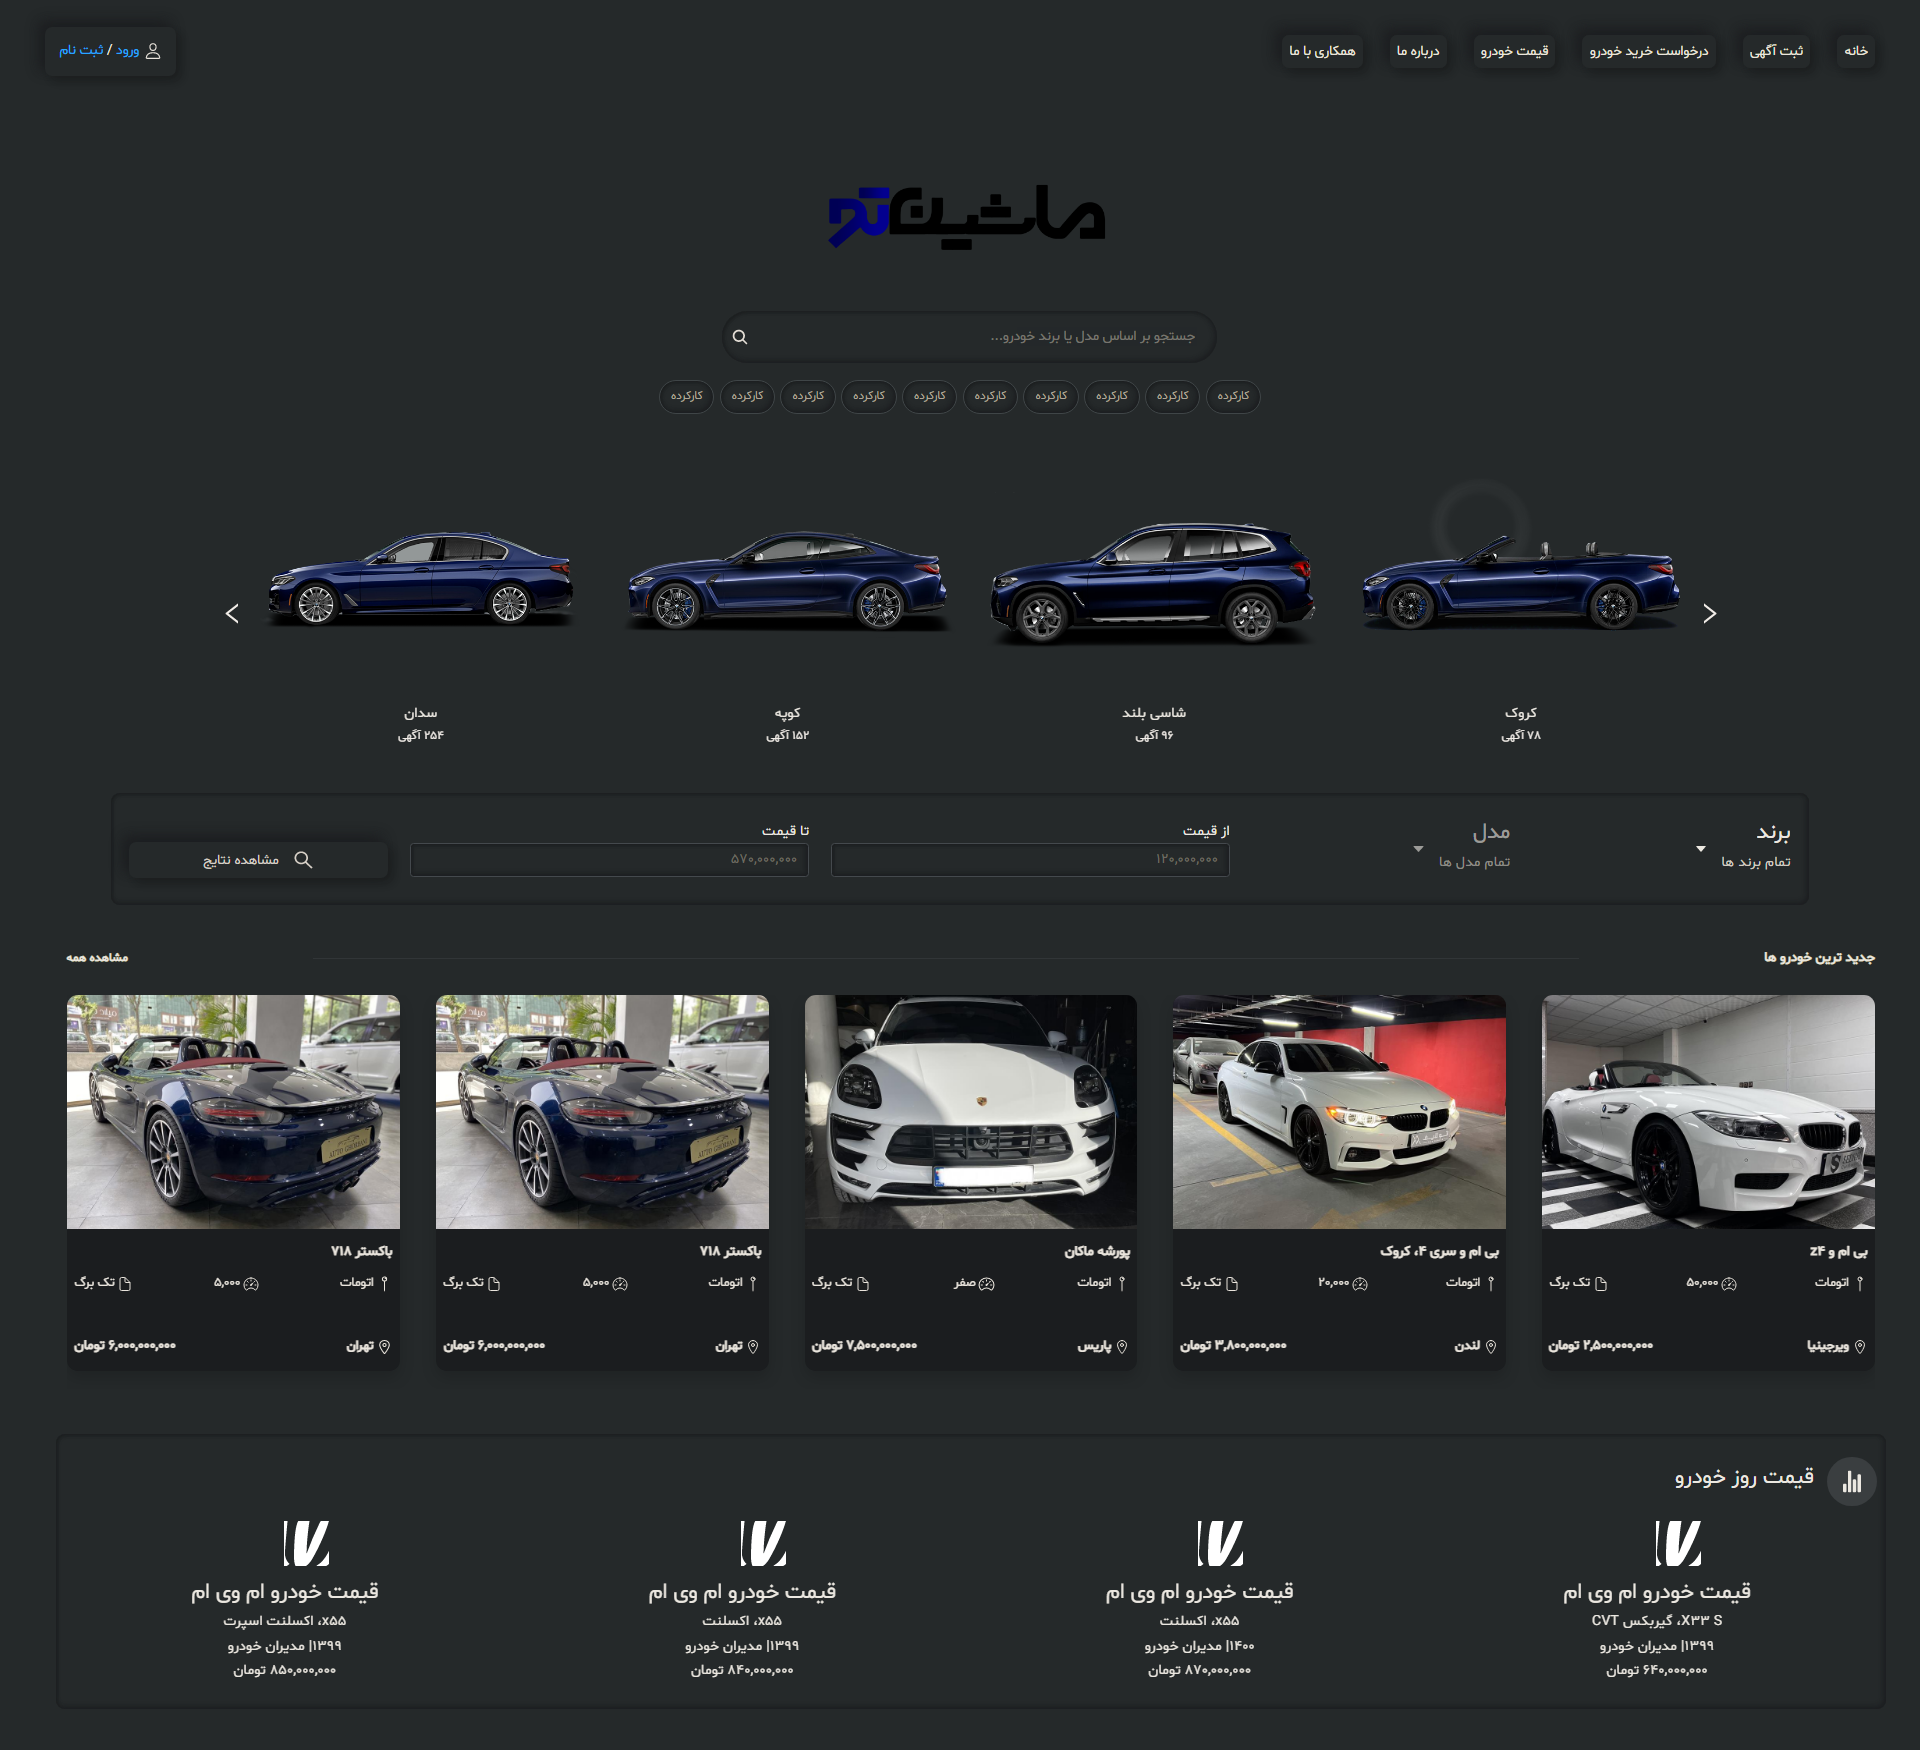 خانه
ثبت آگهی
درخواست خرید خودرو
قیمت خودرو
درباره ما
همکاری با ما
ورود / ثبت نام
ماشین‌تو
جستجو بر اساس مدل یا برند خودرو...
کارکرده
کارکرده
کارکرده
کارکرده
کارکرده
کارکرده
کارکرده
کارکرده
کارکرده
کارکرده
کروک
۷۸ آگهی
شاسی بلند
۹۶ آگهی
کوپه
۱۵۲ آگهی
سدان
۲۵۴ آگهی
برند
تمام برند ها
مدل
تمام مدل ها
از قیمت
۱۲۰,۰۰۰,۰۰۰
تا قیمت
۵۷۰,۰۰۰,۰۰۰
مشاهده نتایج
جدید ترین خودرو ها
مشاهده همه
بی ام و z۴
اتومات
۵۰,۰۰۰
تک برگ
ویرجینیا
۲,۵۰۰,۰۰۰,۰۰۰ تومان
بی ام و سری ۴، کروک
اتومات
۲۰,۰۰۰
تک برگ
لندن
۳,۸۰۰,۰۰۰,۰۰۰ تومان
پورشه ماکان
اتومات
صفر
تک برگ
پاریس
۷,۵۰۰,۰۰۰,۰۰۰ تومان
AUTO GHORBANI
باکستر ۷۱۸
اتومات
۵,۰۰۰
تک برگ
تهران
۶,۰۰۰,۰۰۰,۰۰۰ تومان
AUTO GHORBANI
باکستر ۷۱۸
اتومات
۵,۰۰۰
تک برگ
تهران
۶,۰۰۰,۰۰۰,۰۰۰ تومان
قیمت روز خودرو
قیمت خودرو ام وی ام
X۳۳ S، گیربکس CVT
۱۳۹۹| مدیران خودرو
۶۴۰,۰۰۰,۰۰۰ تومان
قیمت خودرو ام وی ام
x۵۵، اکسلنت
۱۴۰۰| مدیران خودرو
۸۷۰,۰۰۰,۰۰۰ تومان
قیمت خودرو ام وی ام
x۵۵، اکسلنت
۱۳۹۹| مدیران خودرو
۸۴۰,۰۰۰,۰۰۰ تومان
قیمت خودرو ام وی ام
x۵۵، اکسلنت اسپرت
۱۳۹۹| مدیران خودرو
۸۵۰,۰۰۰,۰۰۰ تومان